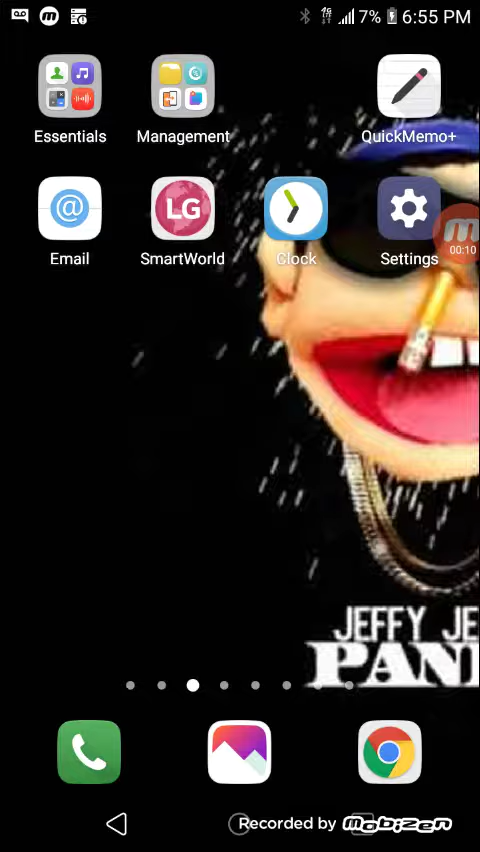 7% 6:55 PM
Essentials
Management
QuickMemo+
@
LG
Email
SmartWorld
Clock
Settings
00:10
JEFFY JE
PAN
Recorded by Mobizen